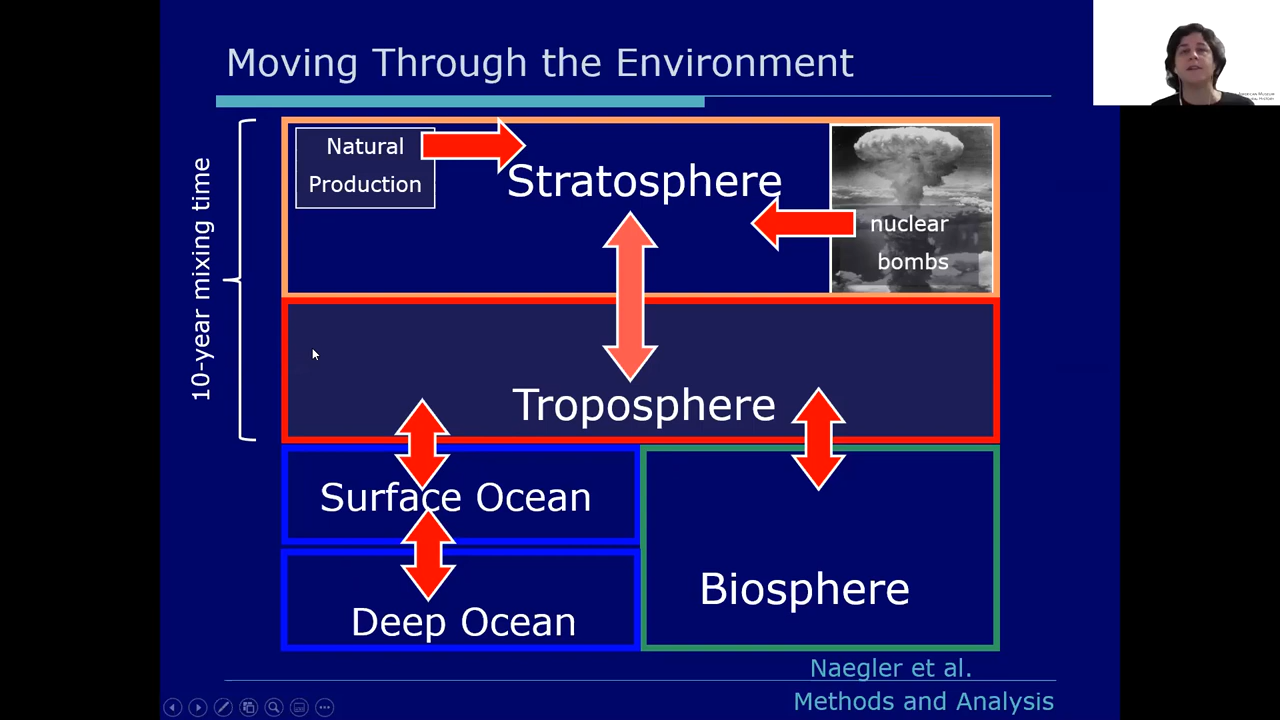 Moving Through the Environment
10-year mixing time
Natural
Production
Stratosphere
nuclear
bombs
Troposphere
Surface Ocean
Deep Ocean
Biosphere
Naegler et al.
Methods and Analysis